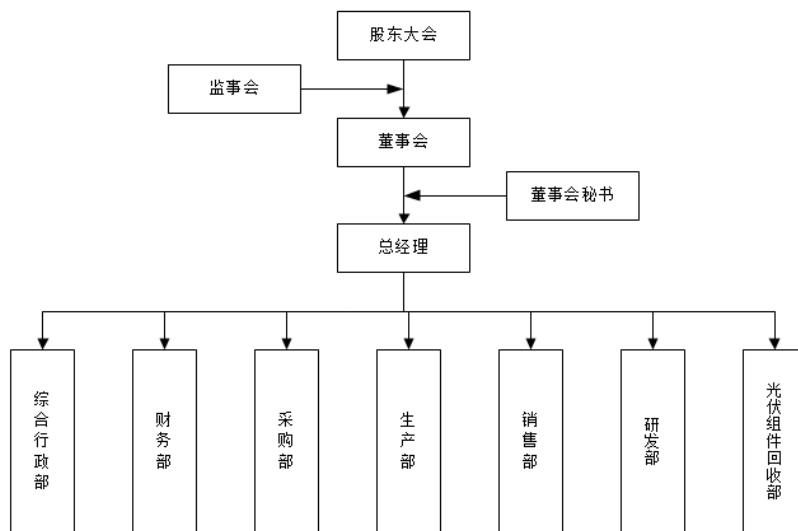 股东大会
监事会
董事会
董事会秘书
总经理
综合行政部
财务部
采购部
生产部
销售部
研发部
光伏组件回收部